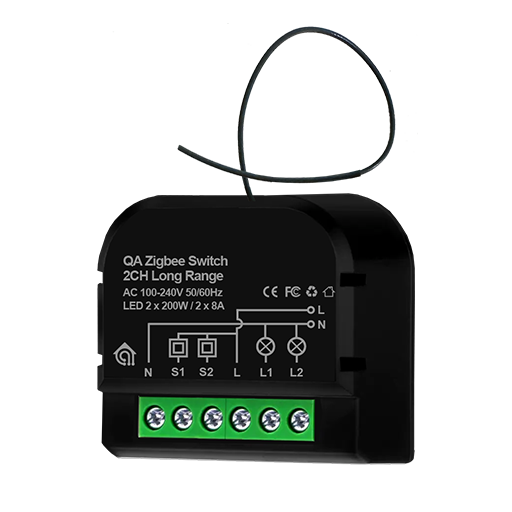 QA Zigbee Switch
2CH Long Range
AC 100-240V 50/60Hz
LED 2 x 200W / 2 x 8A
CE FC
L
N
N S1 S2 L L1 L2